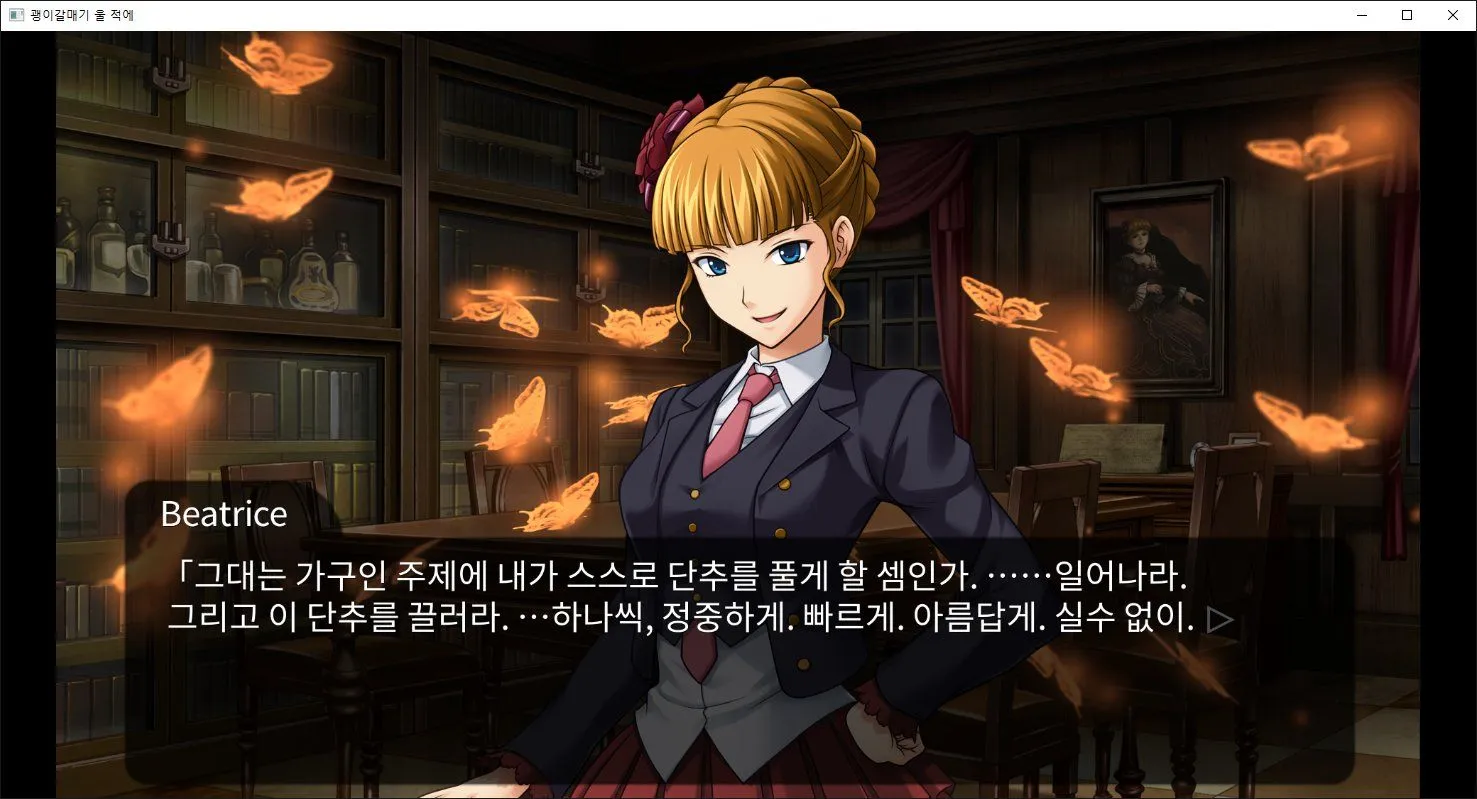 괭이갈매기 울 적에
Beatrice
「그대는 가구인 주제에 내가 스스로 단추를 풀게 할 셈인가. ……일어나라.
그리고 이 단추를 끌러라. …하나씩, 정중하게. 빠르게. 아름답게. 실수 없이.